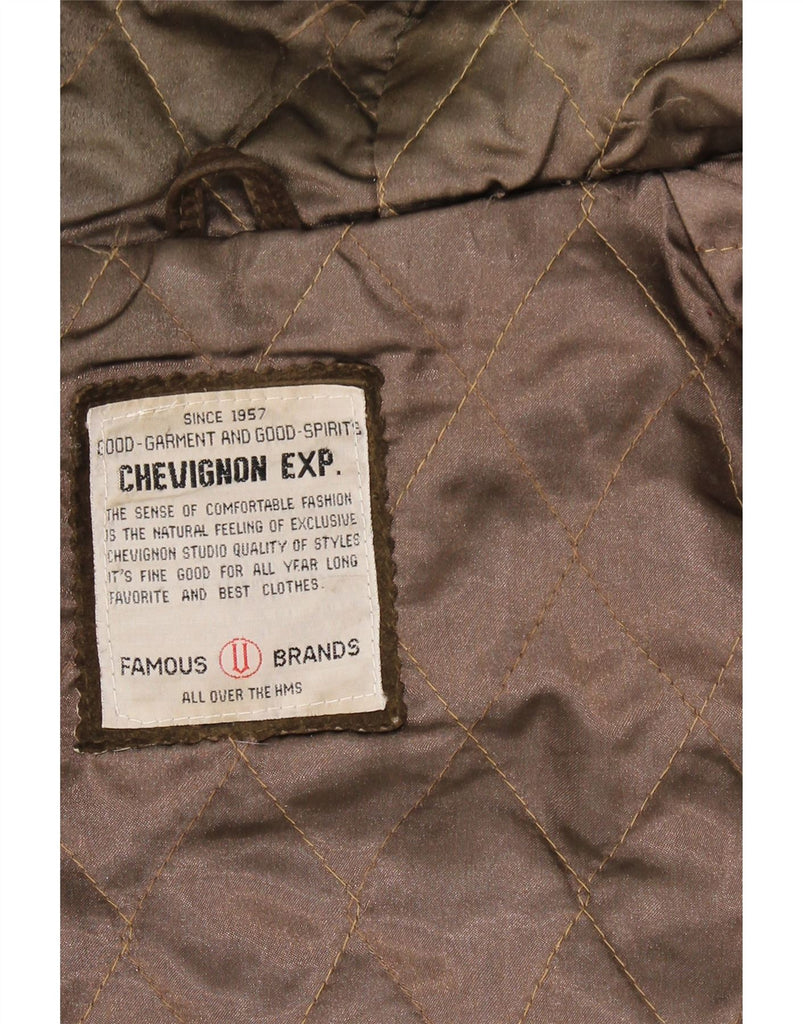 SINCE 1957
GOOD-GARMENT AND GOOD-SPIRITS
CHEVIGNON EXP.
THE SENSE OF COMFORTABLE FASHION
IS THE NATURAL FEELING OF EXCLUSIVE
CHEVIGNON STUDIO QUALITY OF STYLES
IT'S FINE GOOD FOR ALL YEAR LONG
FAVORITE AND BEST CLOTHES.
FAMOUS U BRANDS
ALL OVER THE HMS